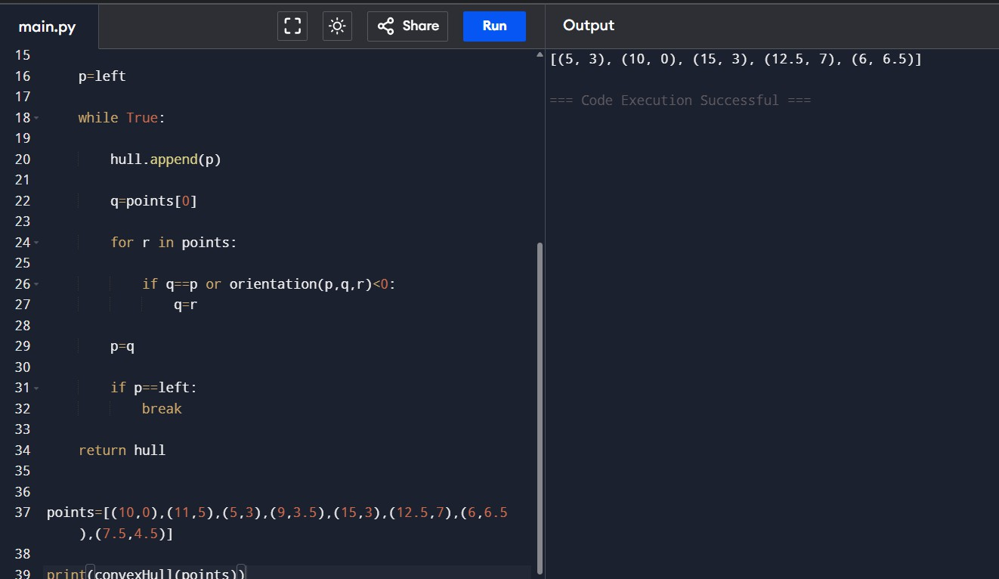 main.py
Share
Run
Output
15
16 p=left
17
18 while True:
19
20 hull.append(p)
21
22 q=points[0]
23
24 for r in points:
25
26 if q==p or orientation(p,q,r)<0:
27 q=r
28
29 p=q
30
31 if p==left:
32 break
33
34 return hull
35
36
37 points=[(10,0),(11,5),(5,3),(9,3.5),(15,3),(12.5,7),(6,6.5
),(7.5,4.5)]
38
39 print(convexHull(points))
[(5, 3), (10, 0), (15, 3), (12.5, 7), (6, 6.5)]
=== Code Execution Successful ===